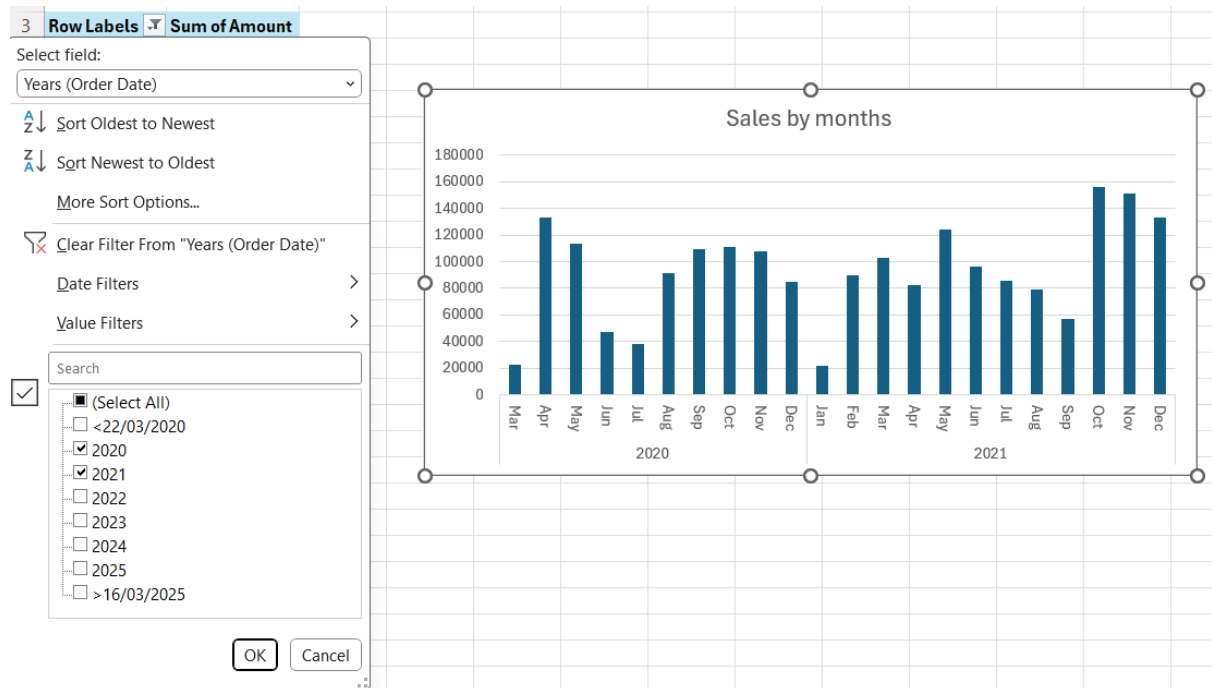 3 Row Labels Sum of Amount
Select field:
Years (Order Date)
Sort Oldest to Newest
Sort Newest to Oldest
More Sort Options...
Clear Filter From "Years (Order Date)"
Date Filters
Value Filters
Search
(Select All)
<22/03/2020
2020
2021
2022
2023
2024
2025
>16/03/2025
OK Cancel
Sales by months
180000
160000
140000
120000
100000
80000
60000
40000
20000
0
Mar Apr May Jun Jul Aug Sep Oct Nov Dec Jan Feb Mar Apr May Jun Jul Aug Sep Oct Nov Dec
2020 2021